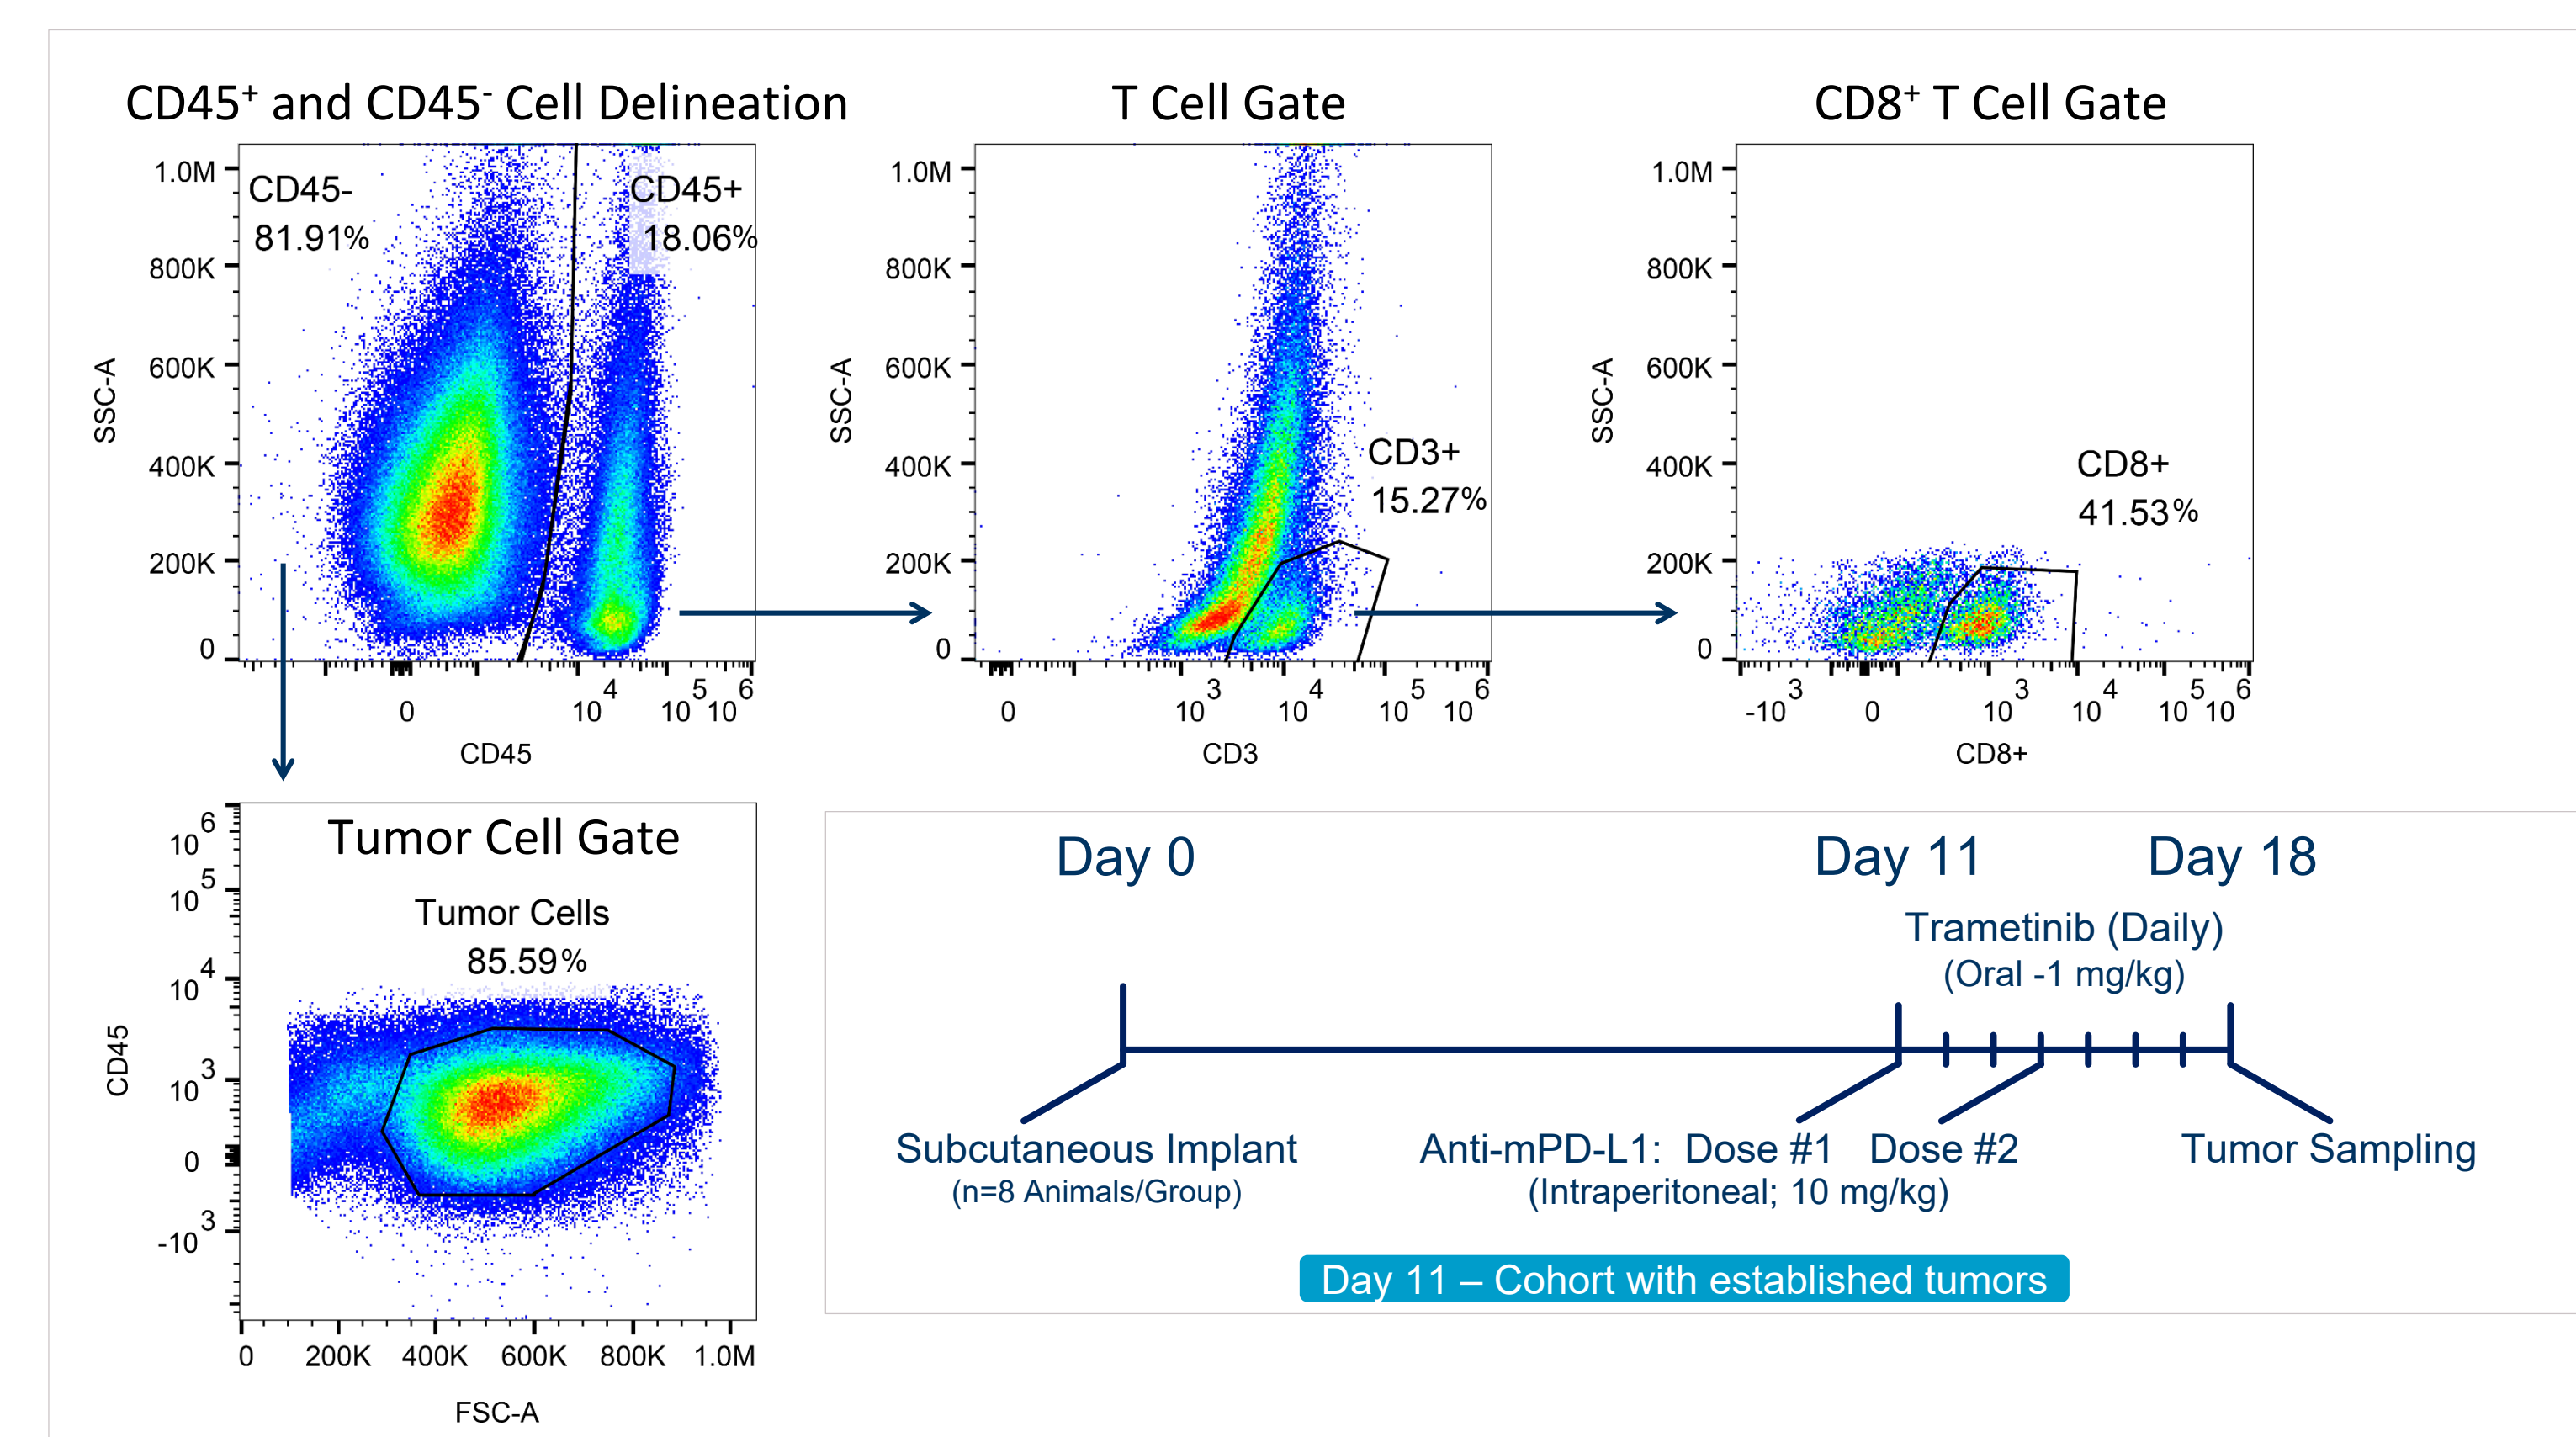 CD45⁺ and CD45⁻ Cell Delineation
CD45-
81.91%
CD45+
18.06%
1.0M
800K
600K
400K
200K
0
SSC-A
0 10⁴ 10⁵ 10⁶
CD45
T Cell Gate
CD3+
15.27%
1.0M
800K
600K
400K
200K
0
SSC-A
0 10³ 10⁴ 10⁵ 10⁶
CD3
CD8⁺ T Cell Gate
CD8+
41.53%
1.0M
800K
600K
400K
200K
0
SSC-A
-10³ 0 10³ 10⁴ 10⁵ 10⁶
CD8+
Tumor Cell Gate
Tumor Cells
85.59%
10⁶
10⁵
10⁴
10³
0
-10³
CD45
0 200K 400K 600K 800K 1.0M
FSC-A
Day 0 Day 11 Day 18
Trametinib (Daily)
(Oral -1 mg/kg)
Subcutaneous Implant
(n=8 Animals/Group)
Anti-mPD-L1: Dose #1 Dose #2
(Intraperitoneal; 10 mg/kg)
Tumor Sampling
Day 11 – Cohort with established tumors